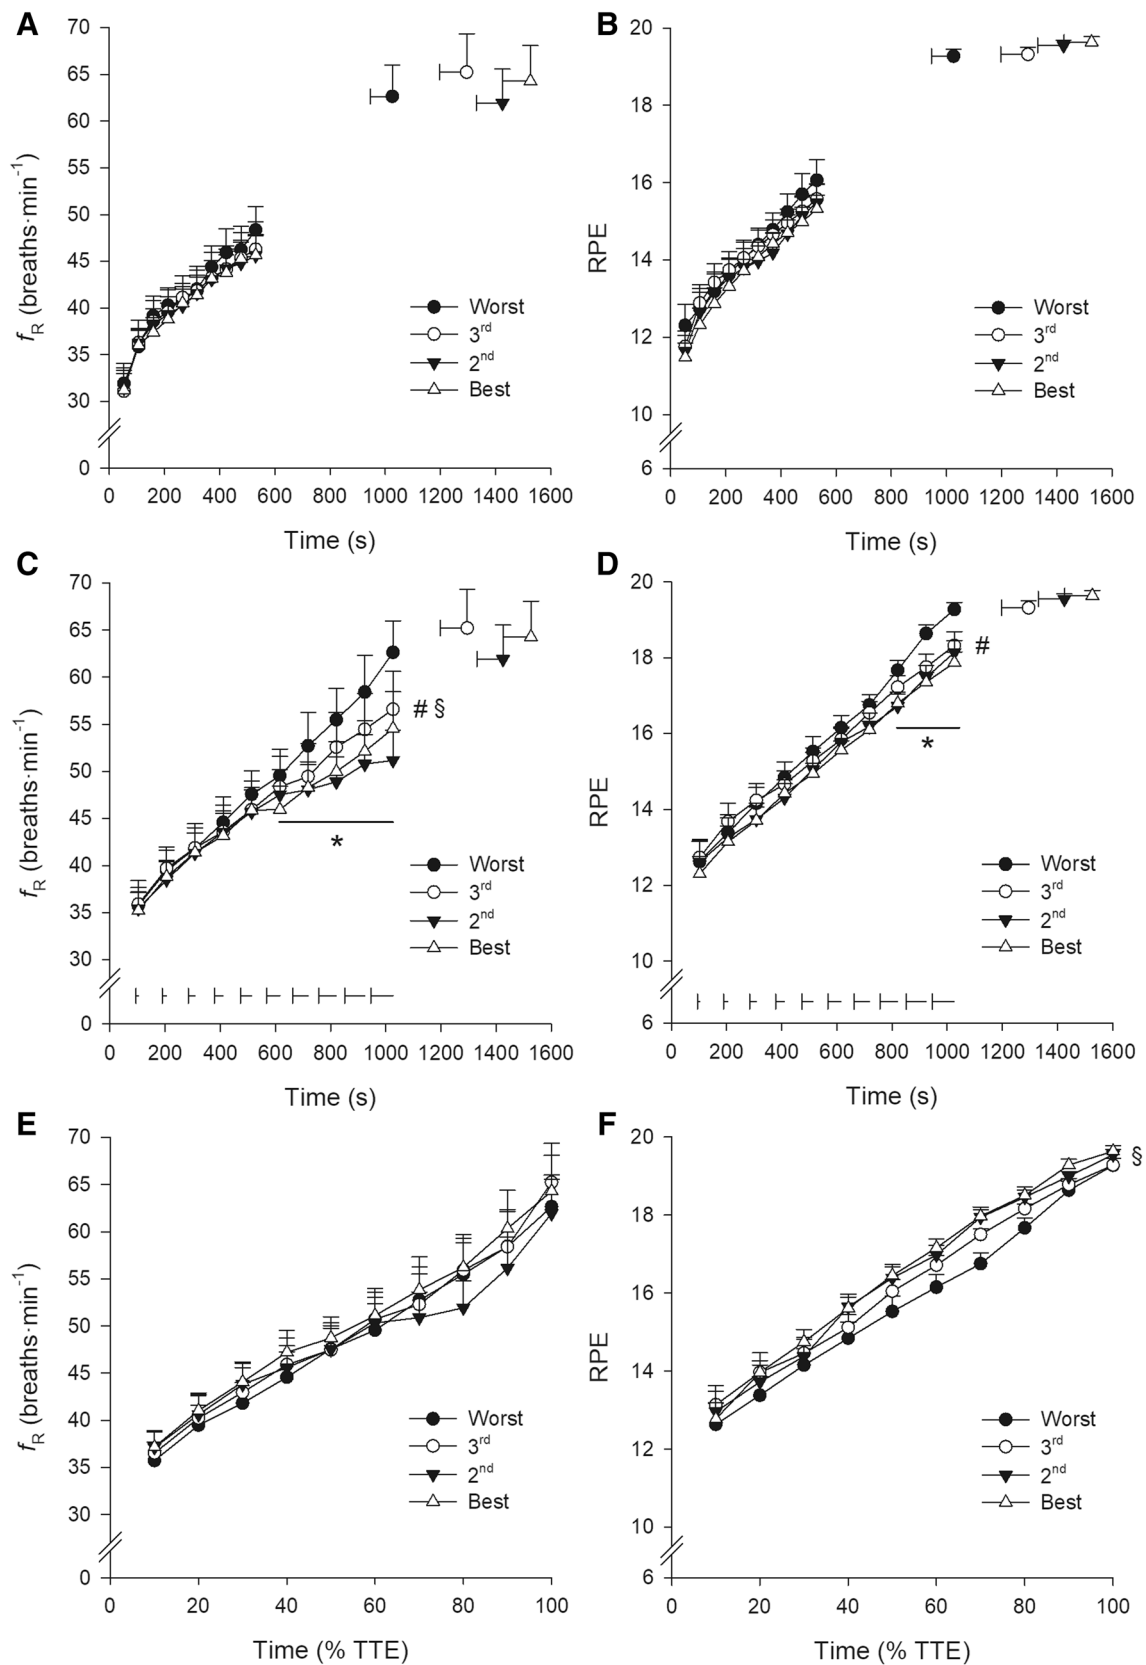 A
70
65
60
55
50
45
40
35
30
0
fR (breaths·min⁻¹)
Worst
3rd
2nd
Best
0 200 400 600 800 1000 1200 1400 1600
Time (s)
B
20
18
16
14
12
10
6
RPE
Worst
3rd
2nd
Best
0 200 400 600 800 1000 1200 1400 1600
Time (s)
C
70
65
60
55
50
45
40
35
30
0
fR (breaths·min⁻¹)
# §
*
Worst
3rd
2nd
Best
0 200 400 600 800 1000 1200 1400 1600
Time (s)
D
20
18
16
14
12
10
6
RPE
#
*
Worst
3rd
2nd
Best
0 200 400 600 800 1000 1200 1400 1600
Time (s)
E
70
65
60
55
50
45
40
35
30
0
fR (breaths·min⁻¹)
Worst
3rd
2nd
Best
0 20 40 60 80 100
Time (% TTE)
F
20
18
16
14
12
10
6
RPE
§
Worst
3rd
2nd
Best
0 20 40 60 80 100
Time (% TTE)